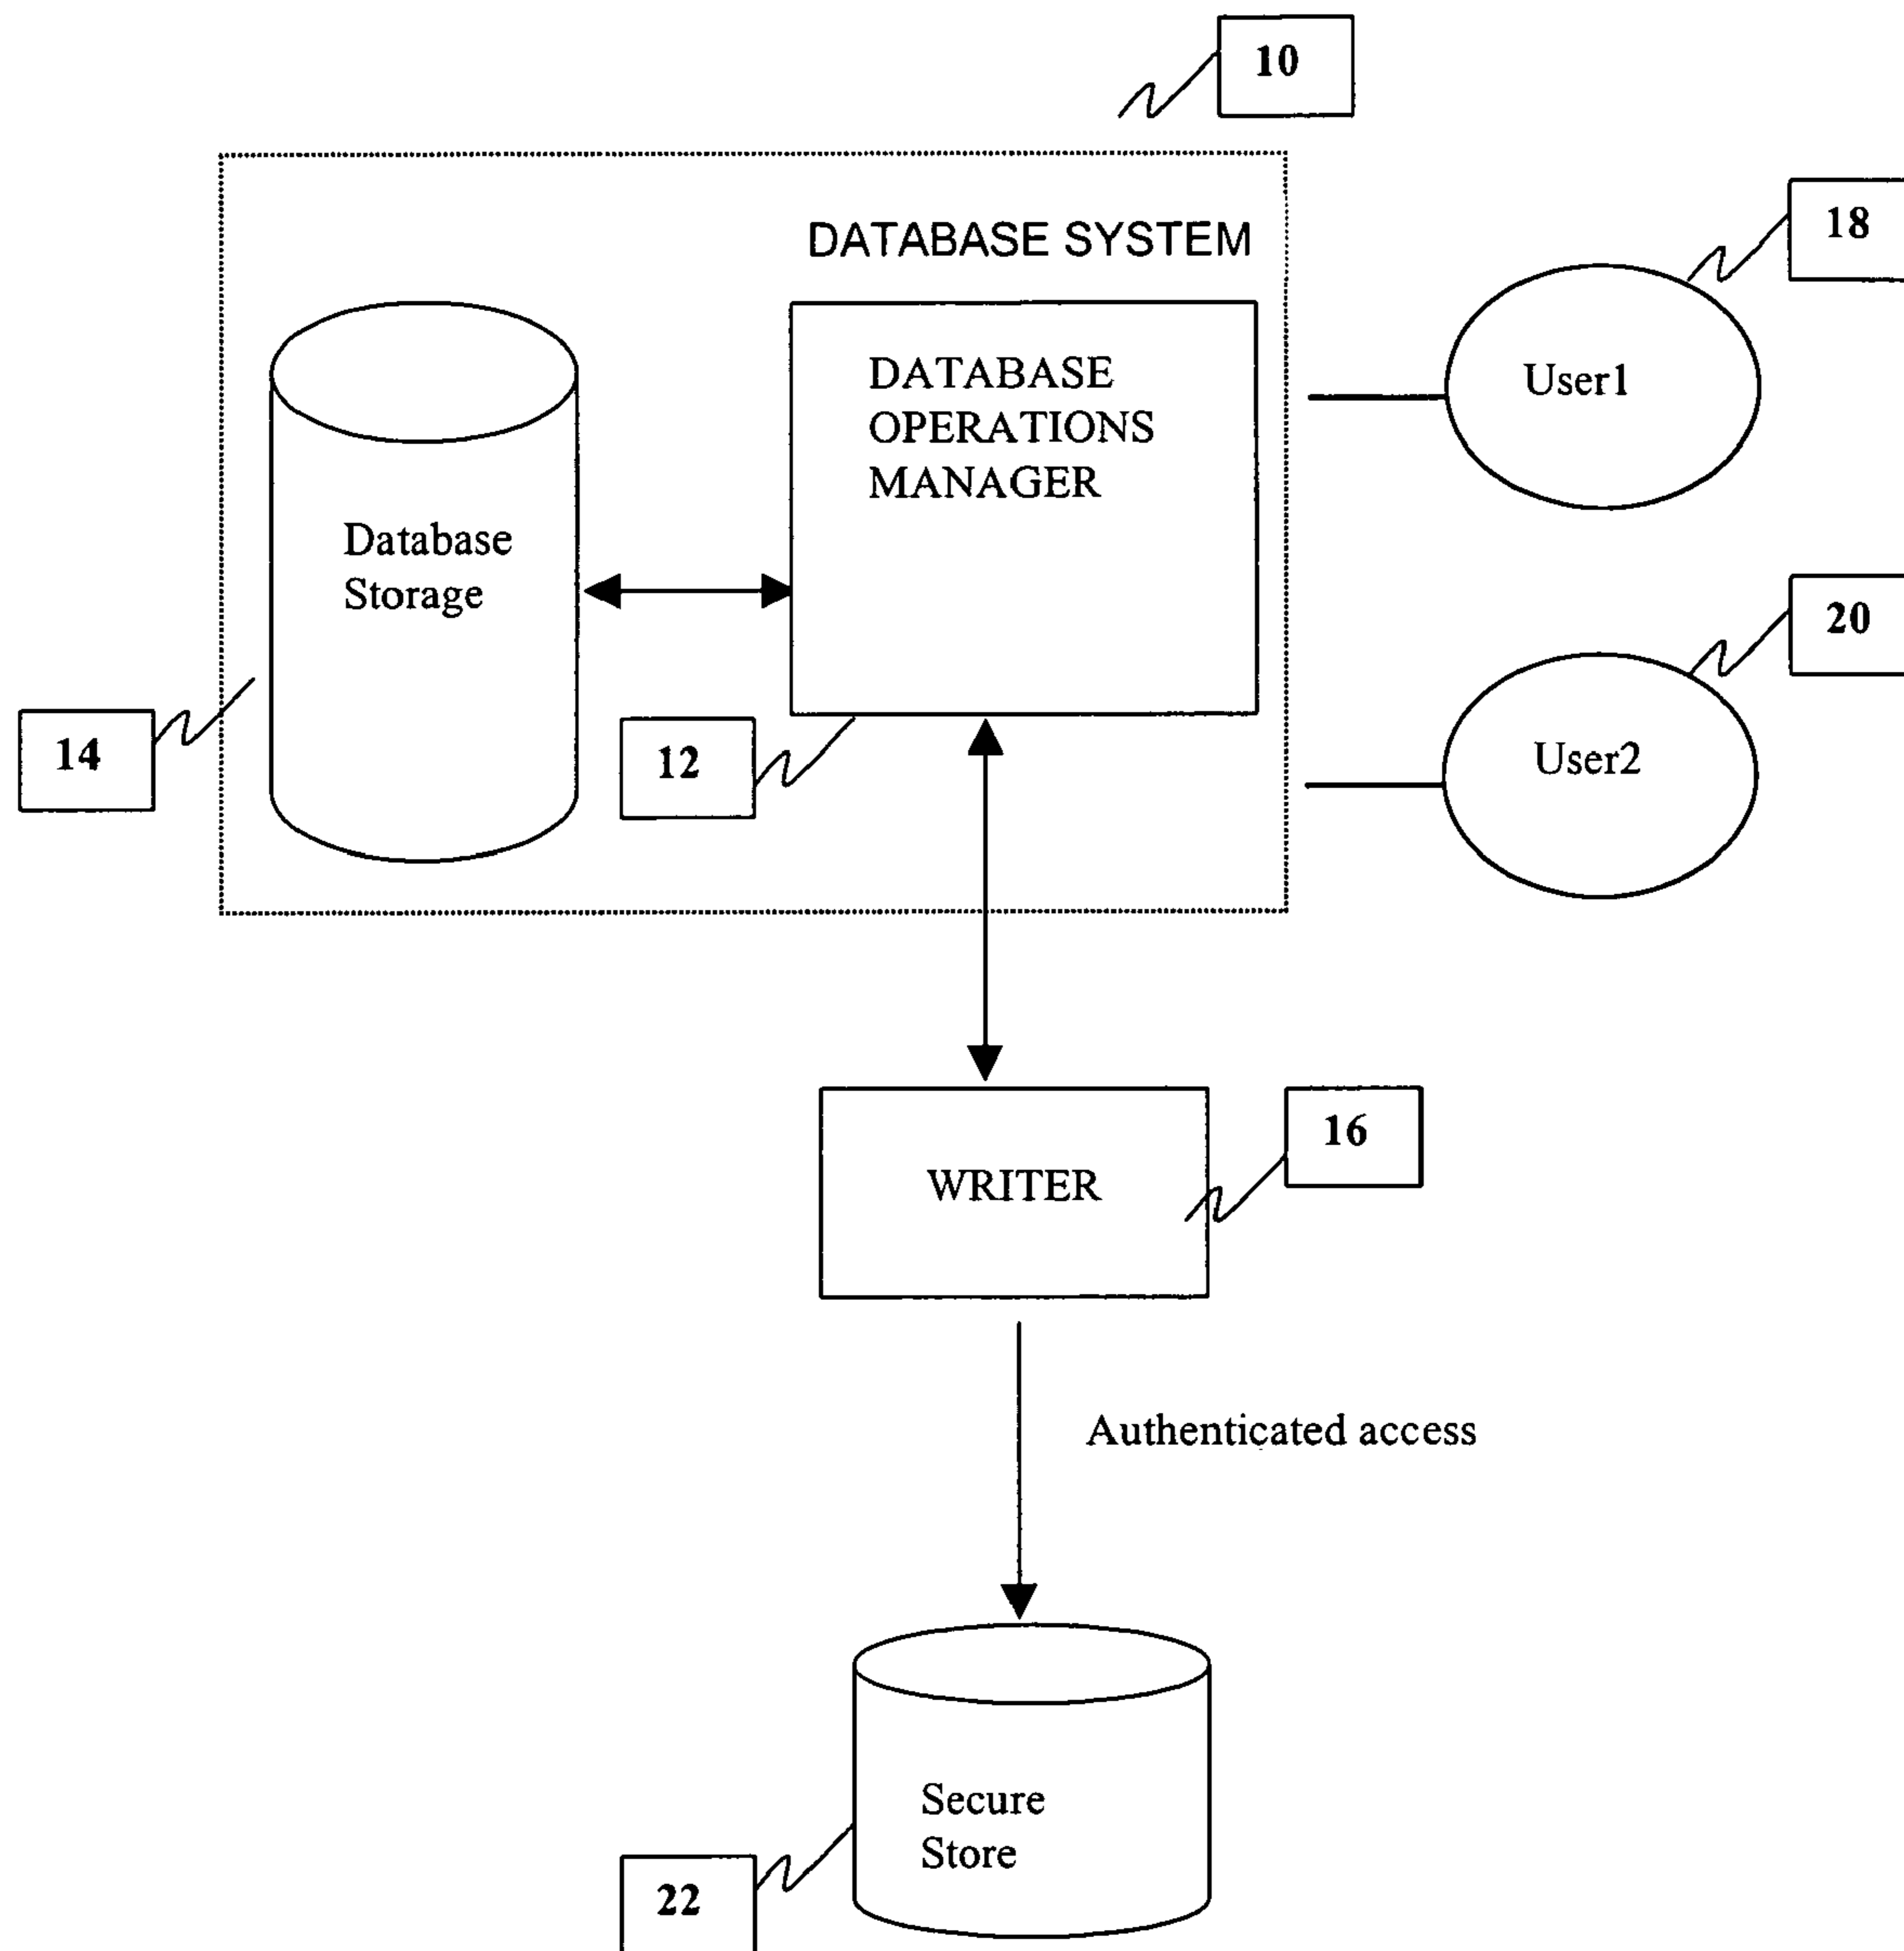 10
18
DATABASE SYSTEM
DATABASE
OPERATIONS
MANAGER
User1
Database
Storage
20
14
12
User2
16
WRITER
Authenticated access
Secure
Store
22